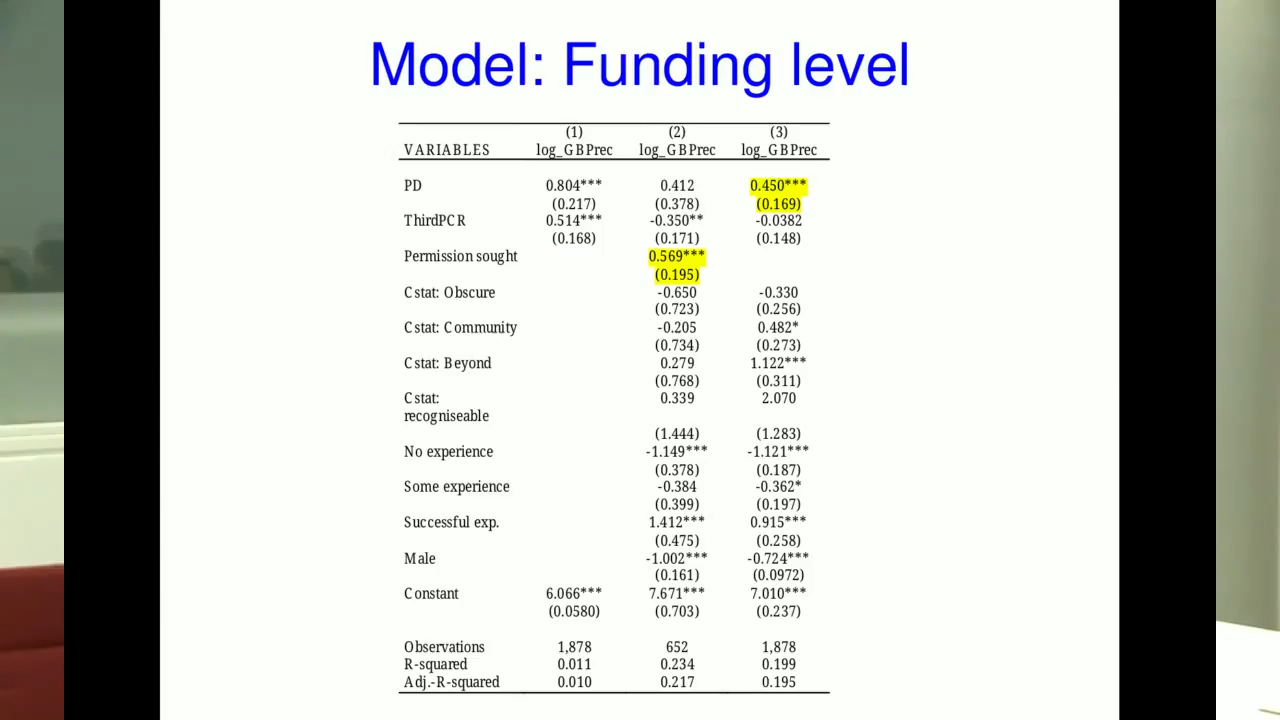 Model: Funding level
(1) (2) (3)
VARIABLES log_GBPrec log_GBPrec log_GBPrec
PD 0.804*** 0.412 0.450***
(0.217) (0.378) (0.169)
ThirdPCR 0.514*** -0.350** -0.0382
(0.168) (0.171) (0.148)
Permission sought 0.569***
(0.195)
Cstat: Obscure -0.650 -0.330
(0.723) (0.256)
Cstat: Community -0.205 0.482*
(0.734) (0.273)
Cstat: Beyond 0.279 1.122***
(0.768) (0.311)
Cstat: 0.339 2.070
recogniseable
(1.444) (1.283)
No experience -1.149*** -1.121***
(0.378) (0.187)
Some experience -0.384 -0.362*
(0.399) (0.197)
Successful exp. 1.412*** 0.915***
(0.475) (0.258)
Male -1.002*** -0.724***
(0.161) (0.0972)
Constant 6.066*** 7.671*** 7.010***
(0.0580) (0.703) (0.237)
Observations 1,878 652 1,878
R-squared 0.011 0.234 0.199
Adj.-R-squared 0.010 0.217 0.195